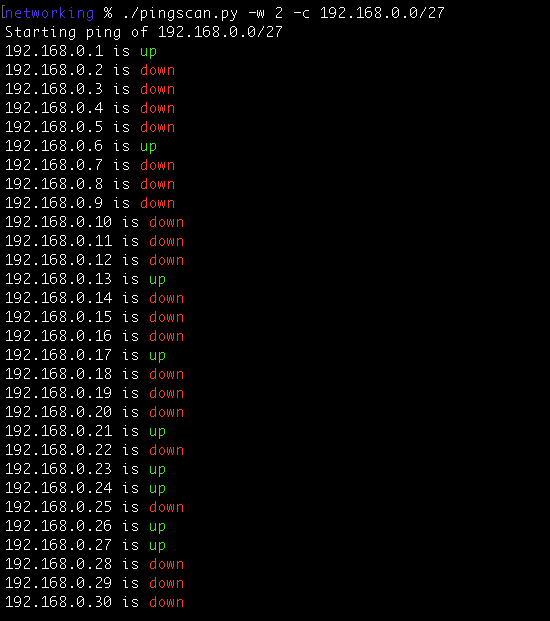 [networking % ./pingscan.py -w 2 -c 192.168.0.0/27
Starting ping of 192.168.0.0/27
192.168.0.1 is up
192.168.0.2 is down
192.168.0.3 is down
192.168.0.4 is down
192.168.0.5 is down
192.168.0.6 is up
192.168.0.7 is down
192.168.0.8 is down
192.168.0.9 is down
192.168.0.10 is down
192.168.0.11 is down
192.168.0.12 is down
192.168.0.13 is up
192.168.0.14 is down
192.168.0.15 is down
192.168.0.16 is down
192.168.0.17 is up
192.168.0.18 is down
192.168.0.19 is down
192.168.0.20 is down
192.168.0.21 is up
192.168.0.22 is down
192.168.0.23 is up
192.168.0.24 is up
192.168.0.25 is down
192.168.0.26 is up
192.168.0.27 is up
192.168.0.28 is down
192.168.0.29 is down
192.168.0.30 is down